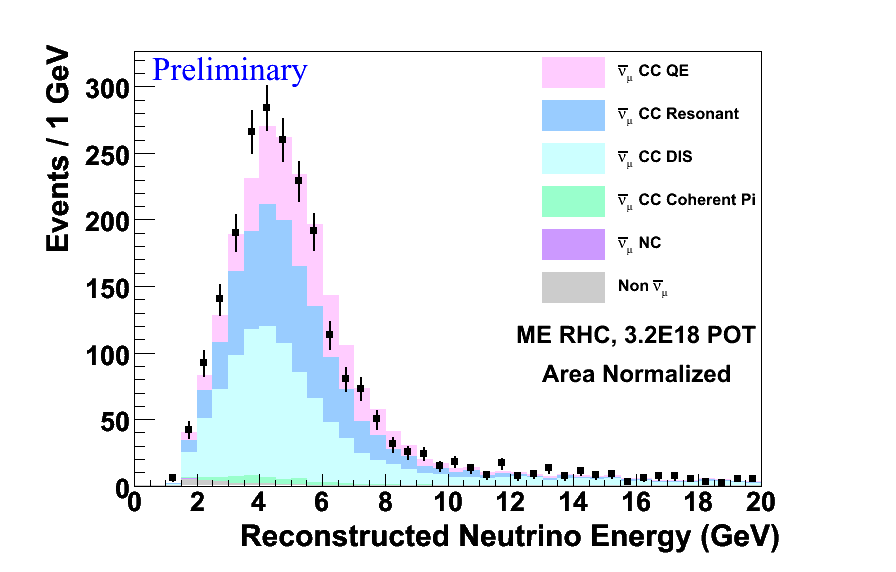 Preliminary
Events / 1 GeV
300
250
200
150
100
50
0
0 2 4 6 8 10 12 14 16 18 20
Reconstructed Neutrino Energy (GeV)
ν̅μ CC QE
ν̅μ CC Resonant
ν̅μ CC DIS
ν̅μ CC Coherent Pi
ν̅μ NC
Non ν̅μ
ME RHC, 3.2E18 POT
Area Normalized